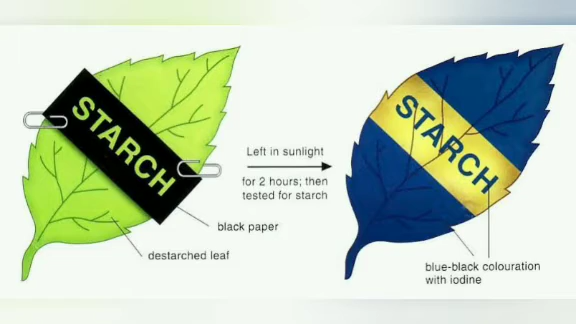 STARCH
black paper
destarched leaf
Left in sunlight
for 2 hours; then
tested for starch
STARCH
blue-black colouration
with iodine